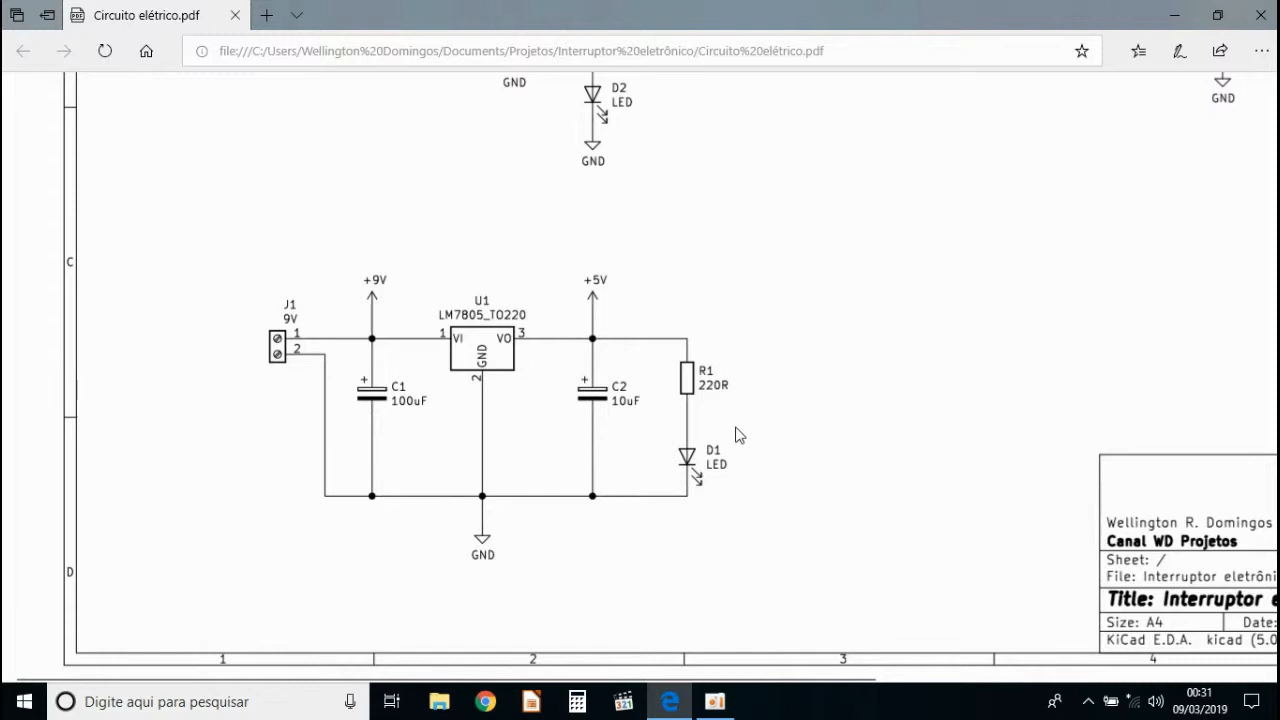 Circuito elétrico.pdf
file:///C:/Users/Wellington%20Domingos/Documents/Projetos/Interruptor%20eletrônico/Circuito%20elétrico.pdf
GND
D2
LED
GND
GND
C
+9V
+5V
J1
9V
U1
LM7805_TO220
1
2
1
VI
VO
3
GND
2
+
C1
100uF
+
C2
10uF
R1
220R
D1
LED
GND
D
Wellington R. Domingos
Canal WD Projetos
Sheet: /
File: Interruptor eletrôni
Title: Interruptor e
Size: A4
Date:
KiCad E.D.A. kicad (5.0
1
2
3
4
Digite aqui para pesquisar
321
00:31
09/03/2019